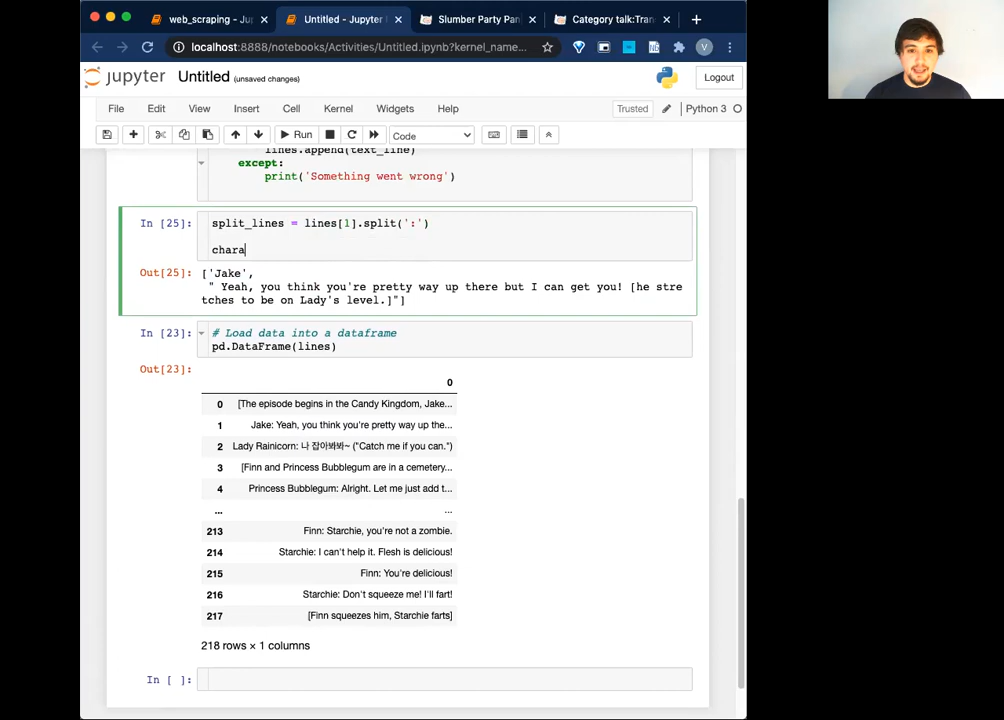 web_scraping - Ju
Untitled - Jupyter
Slumber Party Pan
Category talk:Tran
localhost:8888/notebooks/Activities/Untitled.ipynb?kernel_name...
V
jupyter Untitled (unsaved changes)
Logout
File Edit View Insert Cell Kernel Widgets Help
Trusted
Python 3
Run
Code
lines.append(text_line)
except:
print('Something went wrong')
In [25]:
split_lines = lines[1].split(':')
chara
Out[25]:
['Jake',
" Yeah, you think you're pretty way up there but I can get you! [he stre
tches to be on Lady's level.]"]
In [23]:
# Load data into a dataframe
pd.DataFrame(lines)
Out[23]:
0
0 [The episode begins in the Candy Kingdom, Jake...
1 Jake: Yeah, you think you're pretty way up the...
2 Lady Rainicorn: 나 잡아봐봐~ ("Catch me if you can.")
3 [Finn and Princess Bubblegum are in a cemetery...
4 Princess Bubblegum: Alright. Let me just add t...
... ...
213 Finn: Starchie, you're not a zombie.
214 Starchie: I can't help it. Flesh is delicious!
215 Finn: You're delicious!
216 Starchie: Don't squeeze me! I'll fart!
217 [Finn squeezes him, Starchie farts]
218 rows × 1 columns
In [ ]: